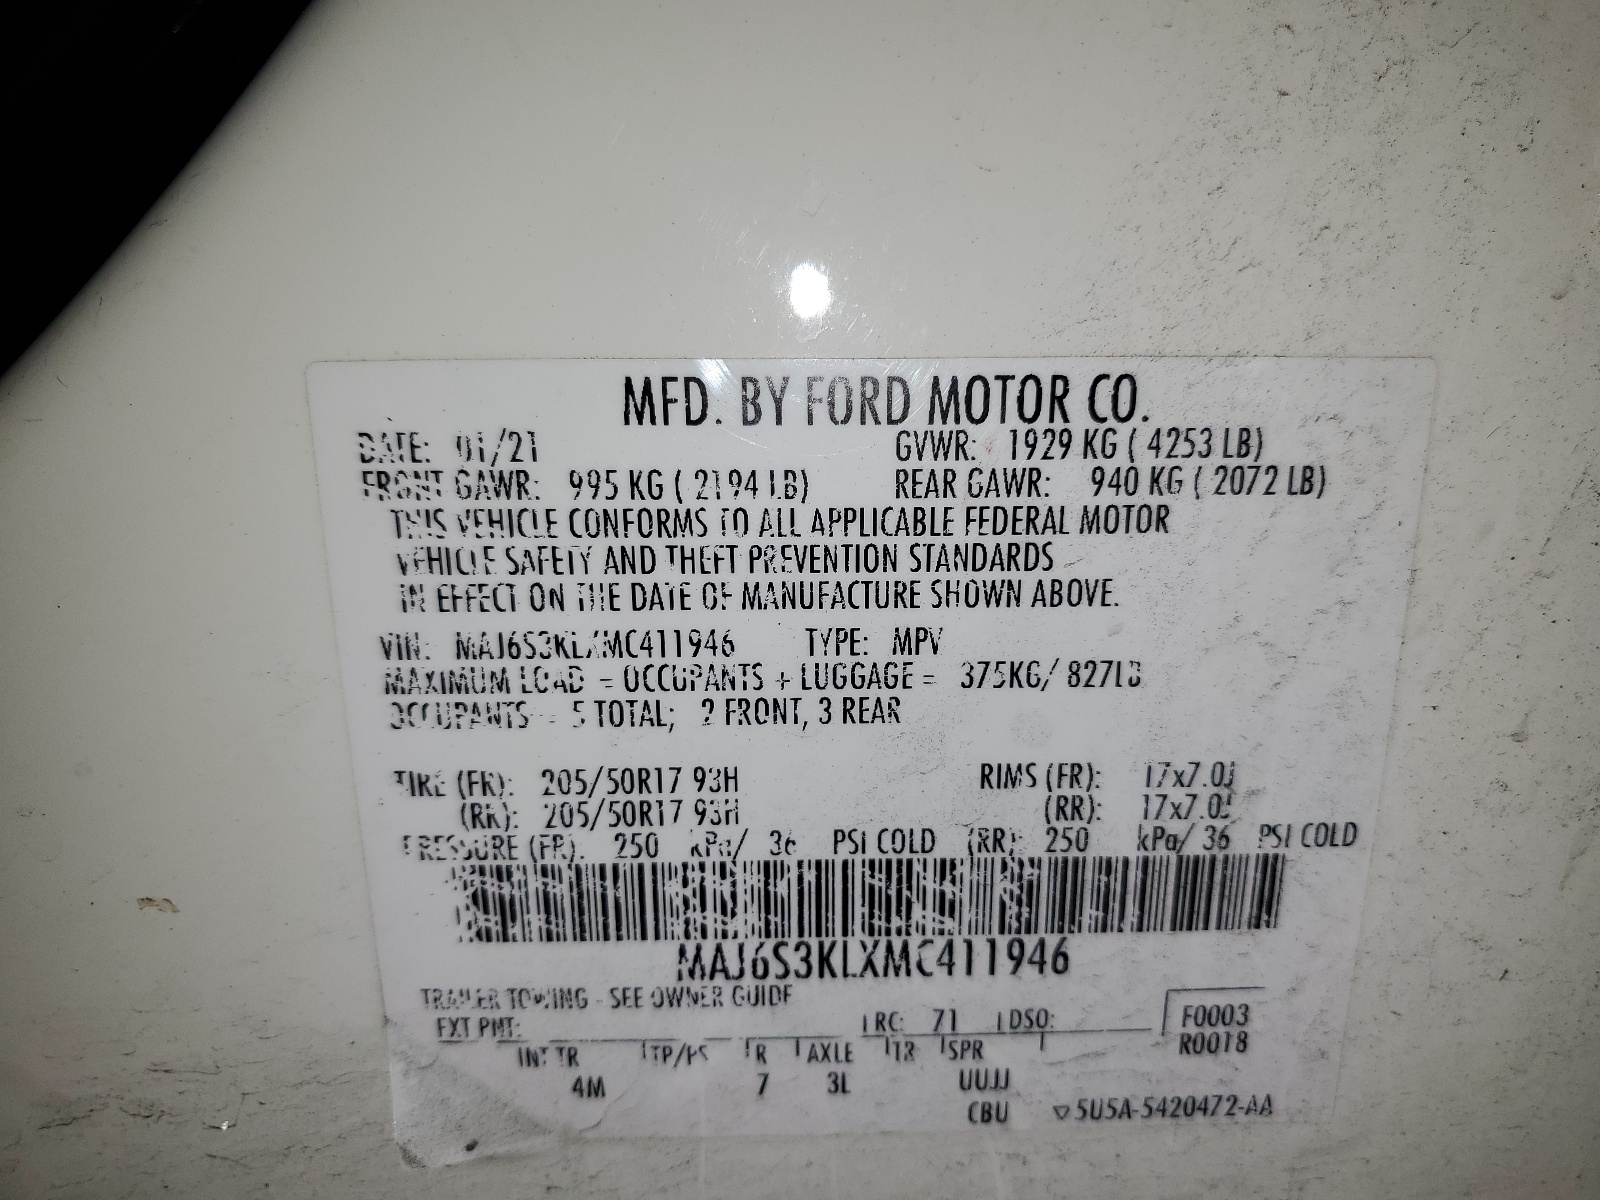 MFD. BY FORD MOTOR CO.
DATE: 01/21 GVWR: 1929 KG ( 4253 LB)
FRONT GAWR: 995 KG ( 2194 LB) REAR GAWR: 940 KG ( 2072 LB)
THIS VEHICLE CONFORMS TO ALL APPLICABLE FEDERAL MOTOR
VEHICLE SAFETY AND THEFT PREVENTION STANDARDS
IN EFFECT ON THE DATE OF MANUFACTURE SHOWN ABOVE.
VIN: MAJ6S3KLXMC411946 TYPE: MPV
MAXIMUM LOAD = OCCUPANTS + LUGGAGE = 375KG/ 827LB
OCCUPANTS = 5 TOTAL; 2 FRONT, 3 REAR
TIRE (FR): 205/50R17 93H RIMS (FR): 17x7.0J
(RR): 205/50R17 93H (RR): 17x7.0J
PRESSURE (FR): 250 kPa/ 36 PSI COLD (RR): 250 kPa/ 36 PSI COLD
MAJ6S3KLXMC411946
TRAILER TOWING - SEE OWNER GUIDE
EXT PNT: RC: 71 DSO: F0003
R0018
INT TR TP/PS R AXLE TR SPR
4M 7 3L UUJJ
CBU ▽5U5A-5420472-AA